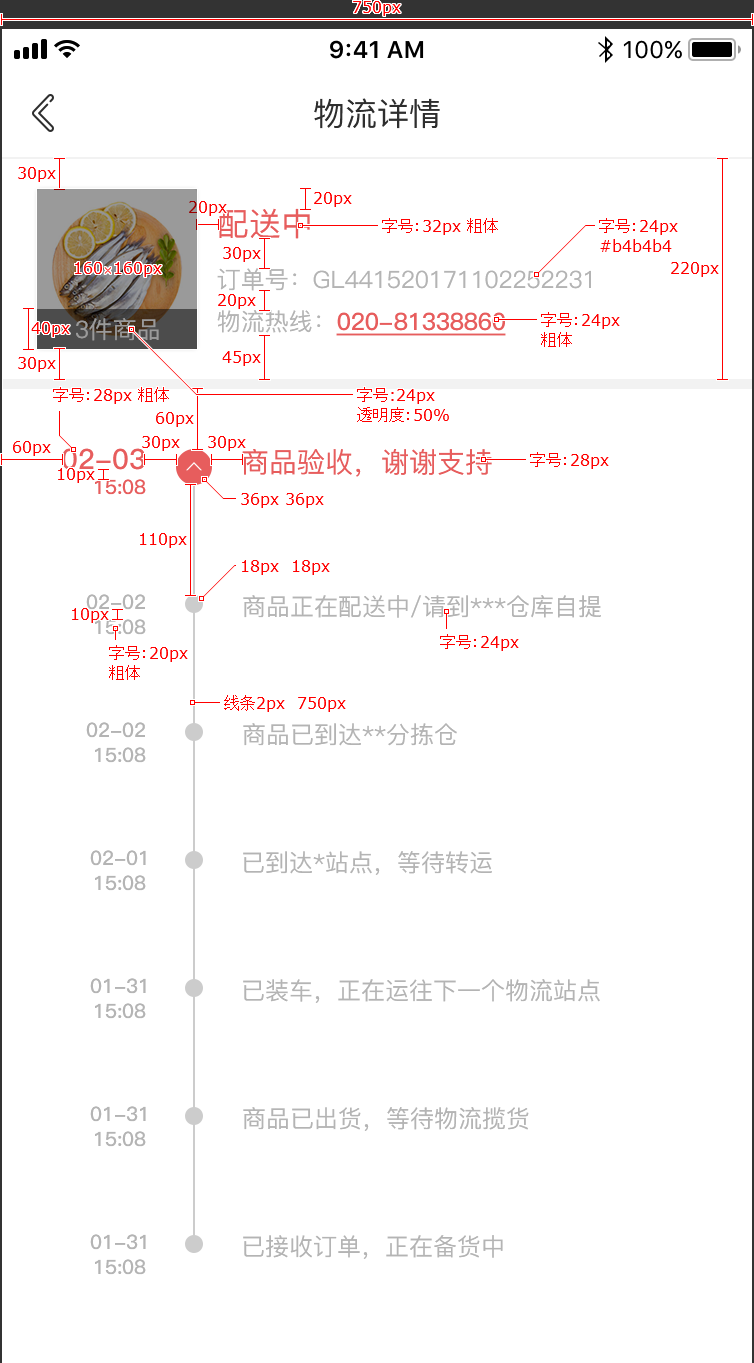 750px
9:41 AM
100%
物流详情
30px
20px
20px
配送中
字号:32px 粗体
字号:24px
#b4b4b4
30px
160×160px
220px
订单号：GL441520171102252231
20px
物流热线：020-81338860
字号:24px
粗体
40px
3件商品
45px
30px
字号:28px 粗体
字号:24px
透明度:50%
60px
60px
30px
30px
02-03
商品验收，谢谢支持
字号:28px
10px
15:08
36px 36px
110px
18px 18px
02-02
商品正在配送中/请到***仓库自提
10px
15:08
字号:24px
字号:20px
粗体
线条2px 750px
02-02
商品已到达**分拣仓
15:08
02-01
已到达*站点，等待转运
15:08
01-31
已装车，正在运往下一个物流站点
15:08
01-31
商品已出货，等待物流揽货
15:08
01-31
已接收订单，正在备货中
15:08